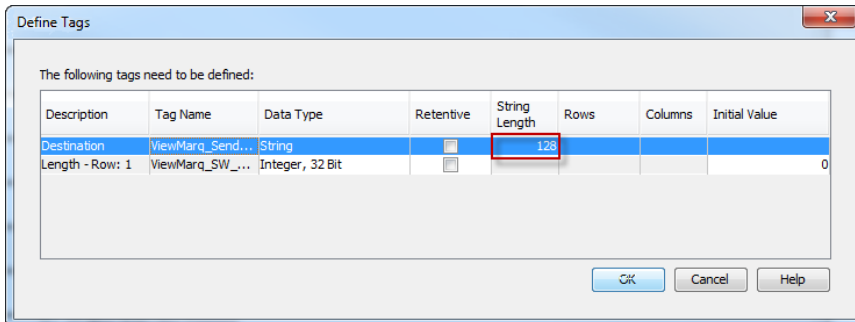 Define Tags
The following tags need to be defined:
Description Tag Name Data Type Retentive String Length Rows Columns Initial Value
Destination ViewMarq_Send... String 128
Length - Row: 1 ViewMarq_SW_... Integer, 32 Bit 0
OK Cancel Help